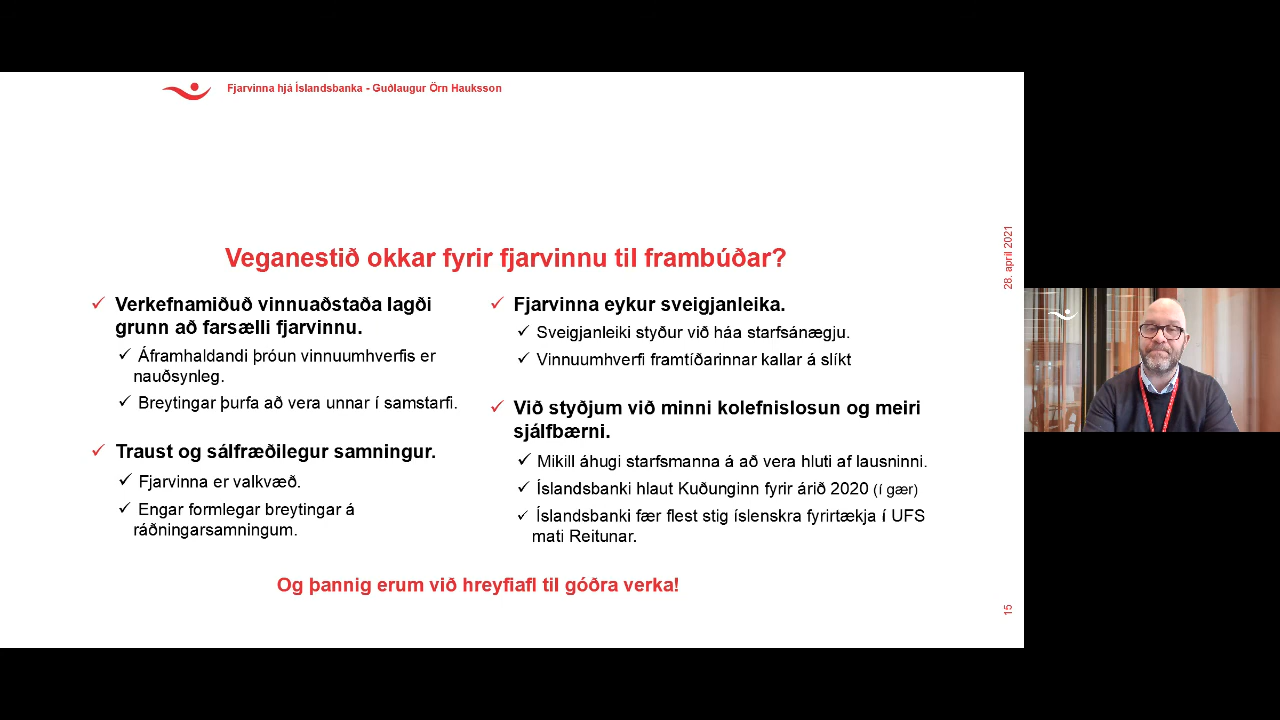 Fjarvinna hjá Íslandsbanka - Guðlaugur Örn Hauksson
Veganestið okkar fyrir fjarvinnu til frambúðar?
Verkefnamiðuð vinnuaðstaða lagði
grunn að farsælli fjarvinnu.
Áframhaldandi þróun vinnuumhverfis er
nauðsynleg.
Breytingar þurfa að vera unnar í samstarfi.
Traust og sálfræðilegur samningur.
Fjarvinna er valkvæð.
Engar formlegar breytingar á
ráðningarsamningum.
Fjarvinna eykur sveigjanleika.
Sveigjanleiki styður við háa starfsánægju.
Vinnuumhverfi framtíðarinnar kallar á slíkt
Við styðjum við minni kolefnislosun og meiri
sjálfbærni.
Mikill áhugi starfsmanna á að vera hluti af lausninni.
Íslandsbanki hlaut Kuðunginn fyrir árið 2020 (í gær)
Íslandsbanki fær flest stig íslenskra fyrirtækja í UFS
mati Reitunar.
Og þannig erum við hreyfiafl til góðra verka!
28. apríl 2021
15